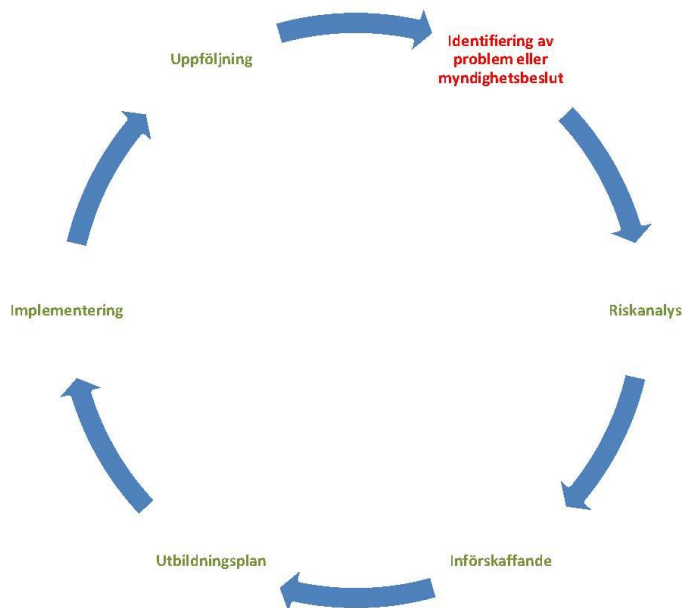 Identifiering av
problem eller
myndighetsbeslut
Riskanalys
Införskaffande
Utbildningsplan
Implementering
Uppföljning